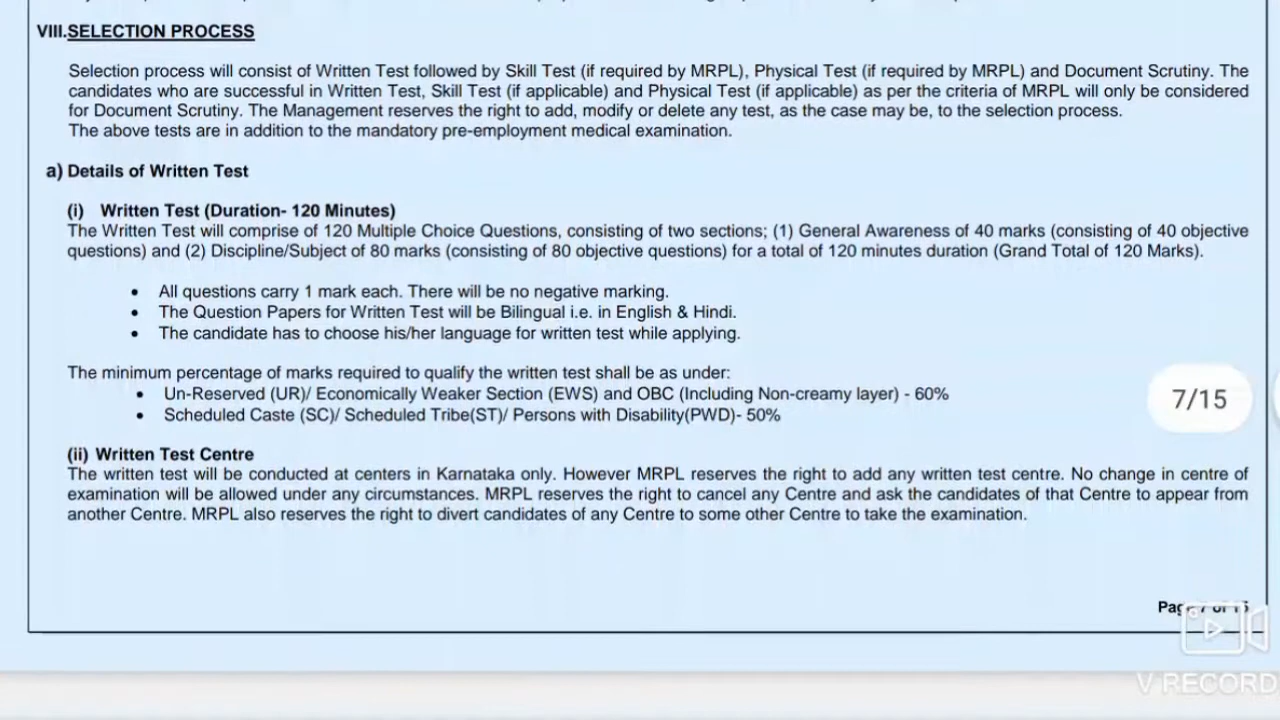 VIII.SELECTION PROCESS
Selection process will consist of Written Test followed by Skill Test (if required by MRPL), Physical Test (if required by MRPL) and Document Scrutiny. The
candidates who are successful in Written Test, Skill Test (if applicable) and Physical Test (if applicable) as per the criteria of MRPL will only be considered
for Document Scrutiny. The Management reserves the right to add, modify or delete any test, as the case may be, to the selection process.
The above tests are in addition to the mandatory pre-employment medical examination.
a) Details of Written Test
(i) Written Test (Duration- 120 Minutes)
The Written Test will comprise of 120 Multiple Choice Questions, consisting of two sections; (1) General Awareness of 40 marks (consisting of 40 objective
questions) and (2) Discipline/Subject of 80 marks (consisting of 80 objective questions) for a total of 120 minutes duration (Grand Total of 120 Marks).
• All questions carry 1 mark each. There will be no negative marking.
• The Question Papers for Written Test will be Bilingual i.e. in English & Hindi.
• The candidate has to choose his/her language for written test while applying.
The minimum percentage of marks required to qualify the written test shall be as under:
• Un-Reserved (UR)/ Economically Weaker Section (EWS) and OBC (Including Non-creamy layer) - 60%
• Scheduled Caste (SC)/ Scheduled Tribe(ST)/ Persons with Disability(PWD)- 50%
7/15
(ii) Written Test Centre
The written test will be conducted at centers in Karnataka only. However MRPL reserves the right to add any written test centre. No change in centre of
examination will be allowed under any circumstances. MRPL reserves the right to cancel any Centre and ask the candidates of that Centre to appear from
another Centre. MRPL also reserves the right to divert candidates of any Centre to some other Centre to take the examination.
Page 7 of 15
V RECORD